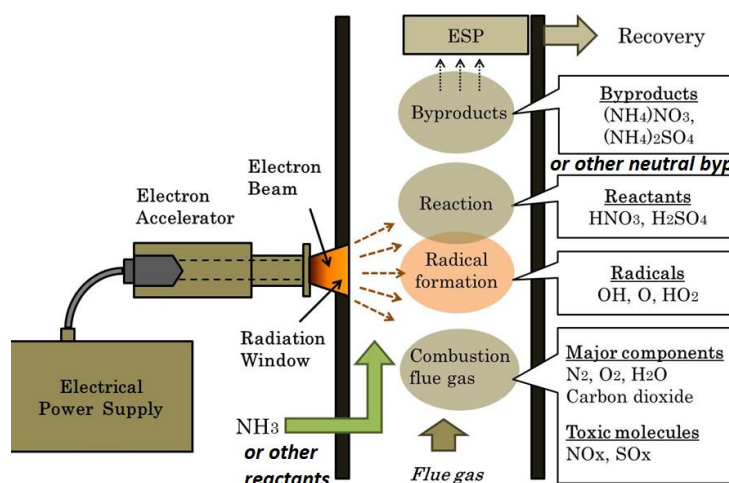 ESP
Recovery
Byproducts
Byproducts
(NH4)NO3,
(NH4)2SO4
or other neutral byp
Electron
Beam
Electron
Accelerator
Reaction
Reactants
HNO3, H2SO4
Radical
formation
Radicals
OH, O, HO2
Radiation
Window
Combustion
flue gas
Major components
N2, O2, H2O
Carbon dioxide
Toxic molecules
NOx, SOx
Electrical
Power Supply
NH3
or other
reactants
Flue gas